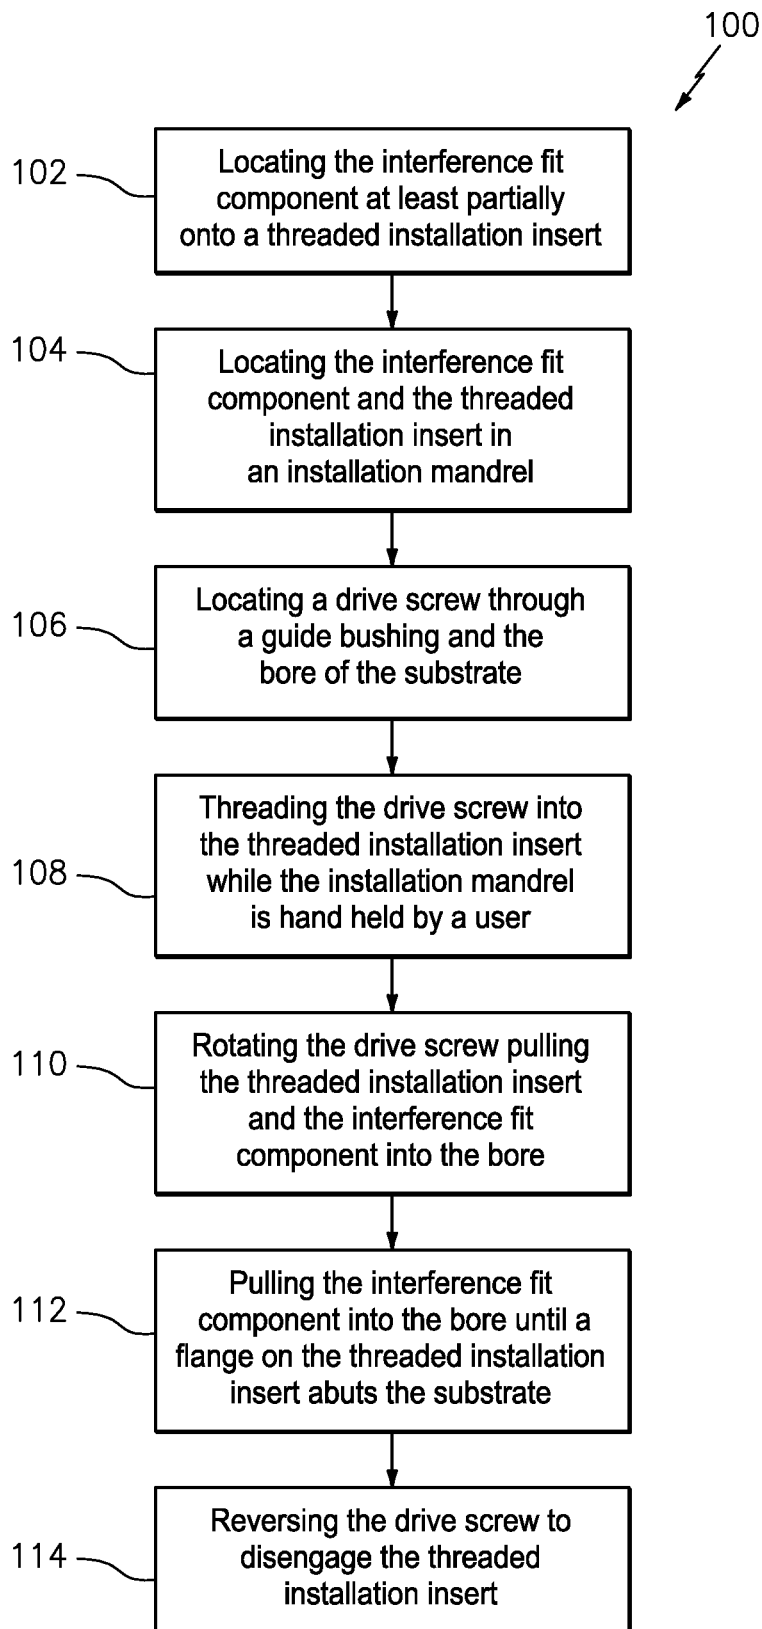 100
102
Locating the interference fit
component at least partially
onto a threaded installation insert
104
Locating the interference fit
component and the threaded
installation insert in
an installation mandrel
106
Locating a drive screw through
a guide bushing and the
bore of the substrate
108
Threading the drive screw into
the threaded installation insert
while the installation mandrel
is hand held by a user
110
Rotating the drive screw pulling
the threaded installation insert
and the interference fit
component into the bore
112
Pulling the interference fit
component into the bore until a
flange on the threaded installation
insert abuts the substrate
114
Reversing the drive screw to
disengage the threaded
installation insert